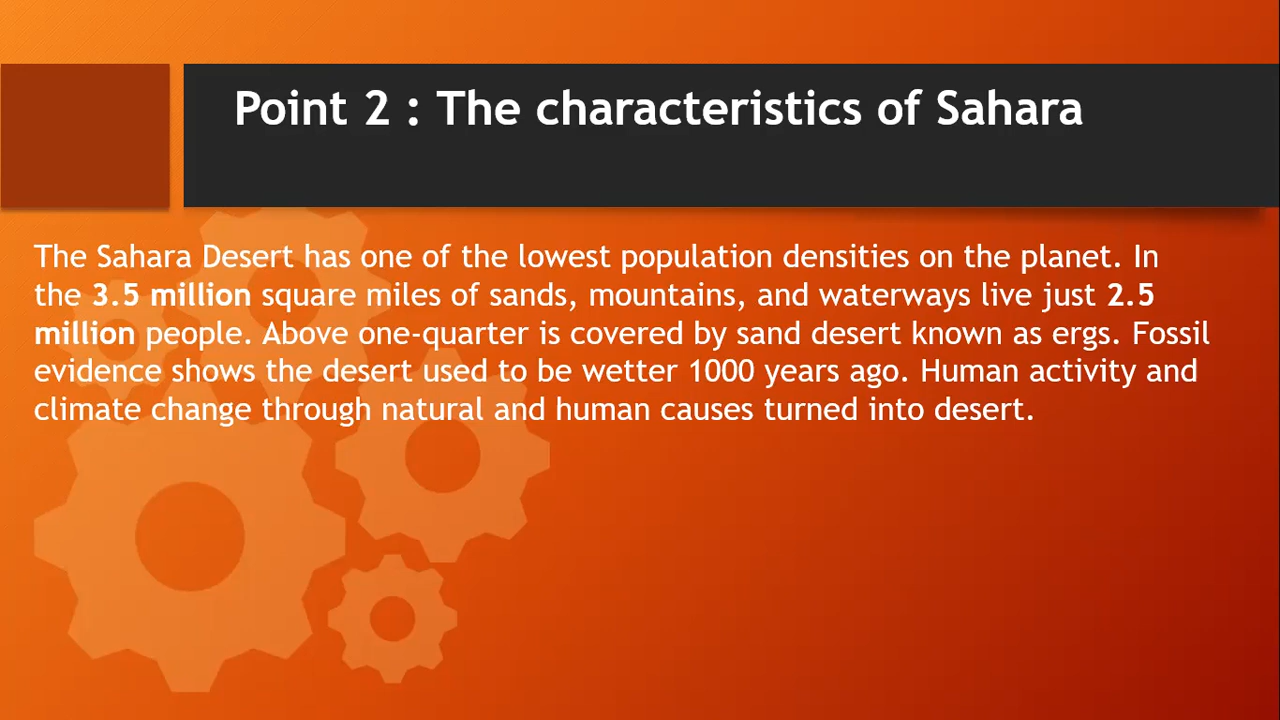 Point 2 : The characteristics of Sahara
The Sahara Desert has one of the lowest population densities on the planet. In
the 3.5 million square miles of sands, mountains, and waterways live just 2.5
million people. Above one-quarter is covered by sand desert known as ergs. Fossil
evidence shows the desert used to be wetter 1000 years ago. Human activity and
climate change through natural and human causes turned into desert.